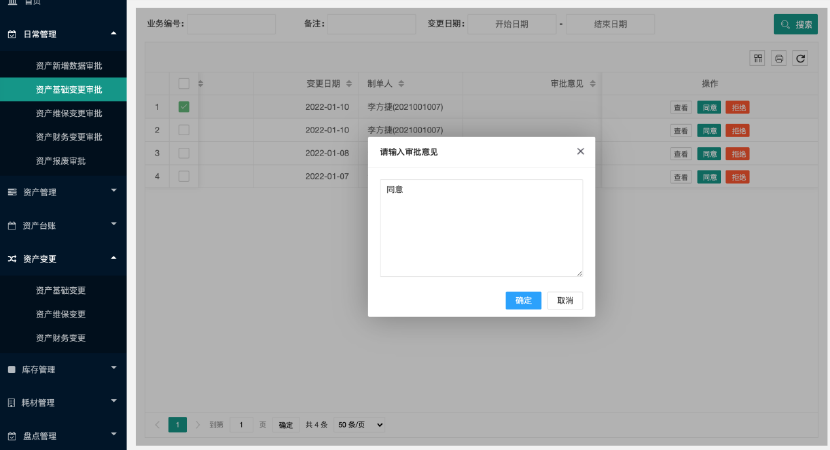 首页
日常管理
资产新增数据审批
资产基础变更审批
资产维保变更审批
资产财务变更审批
资产报废审批
资产管理
资产台账
资产变更
资产基础变更
资产维保变更
资产财务变更
库存管理
耗材管理
盘点管理
业务编号: 备注: 变更日期: 开始日期 - 结束日期 搜索
变更日期 制单人 审批意见 操作
1 2022-01-10 李方捷(2021001007) 查看 同意 拒绝
2 2022-01-10 李方捷(2021001007) 查看 同意 拒绝
3 2022-01-08 查看 同意 拒绝
4 2022-01-07 查看 同意 拒绝
请输入审批意见
同意
确定 取消
1 到第 1 页 确定 共 4 条 50 条/页